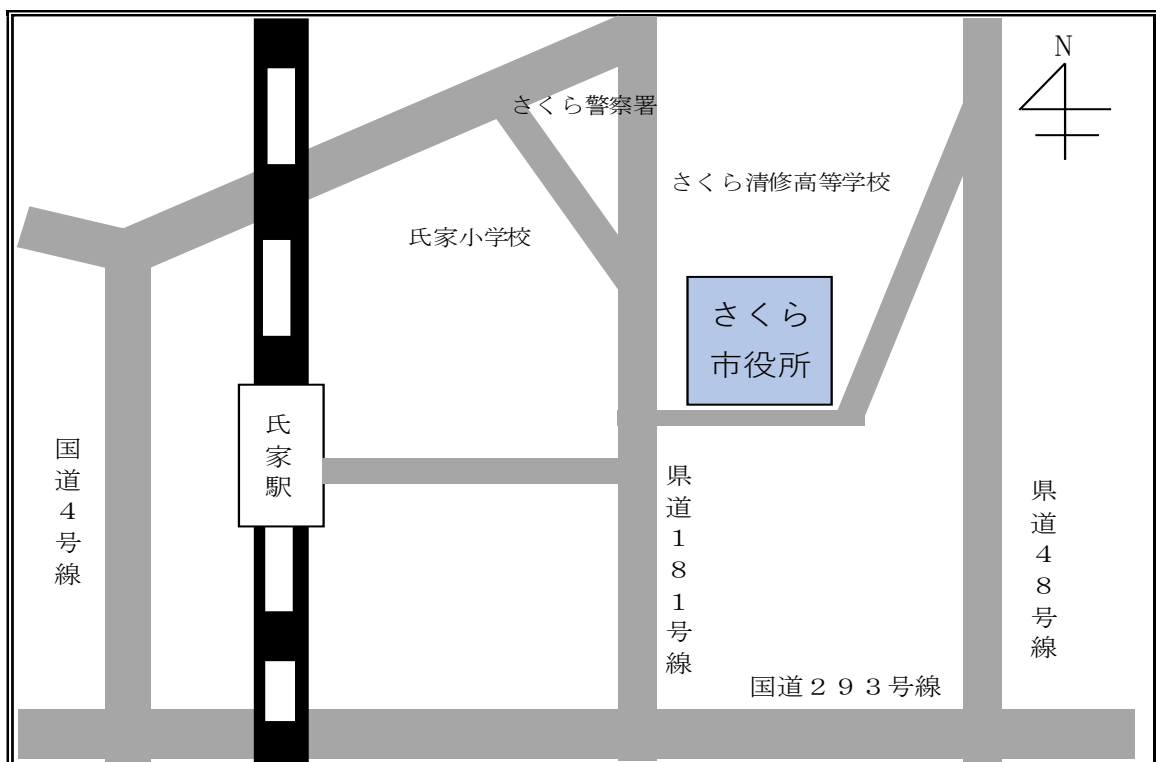 N
さくら警察署
さくら清修高等学校
氏家小学校
さくら
市役所
氏家駅
国道４号線
県道１８１号線
県道４８号線
国道２９３号線